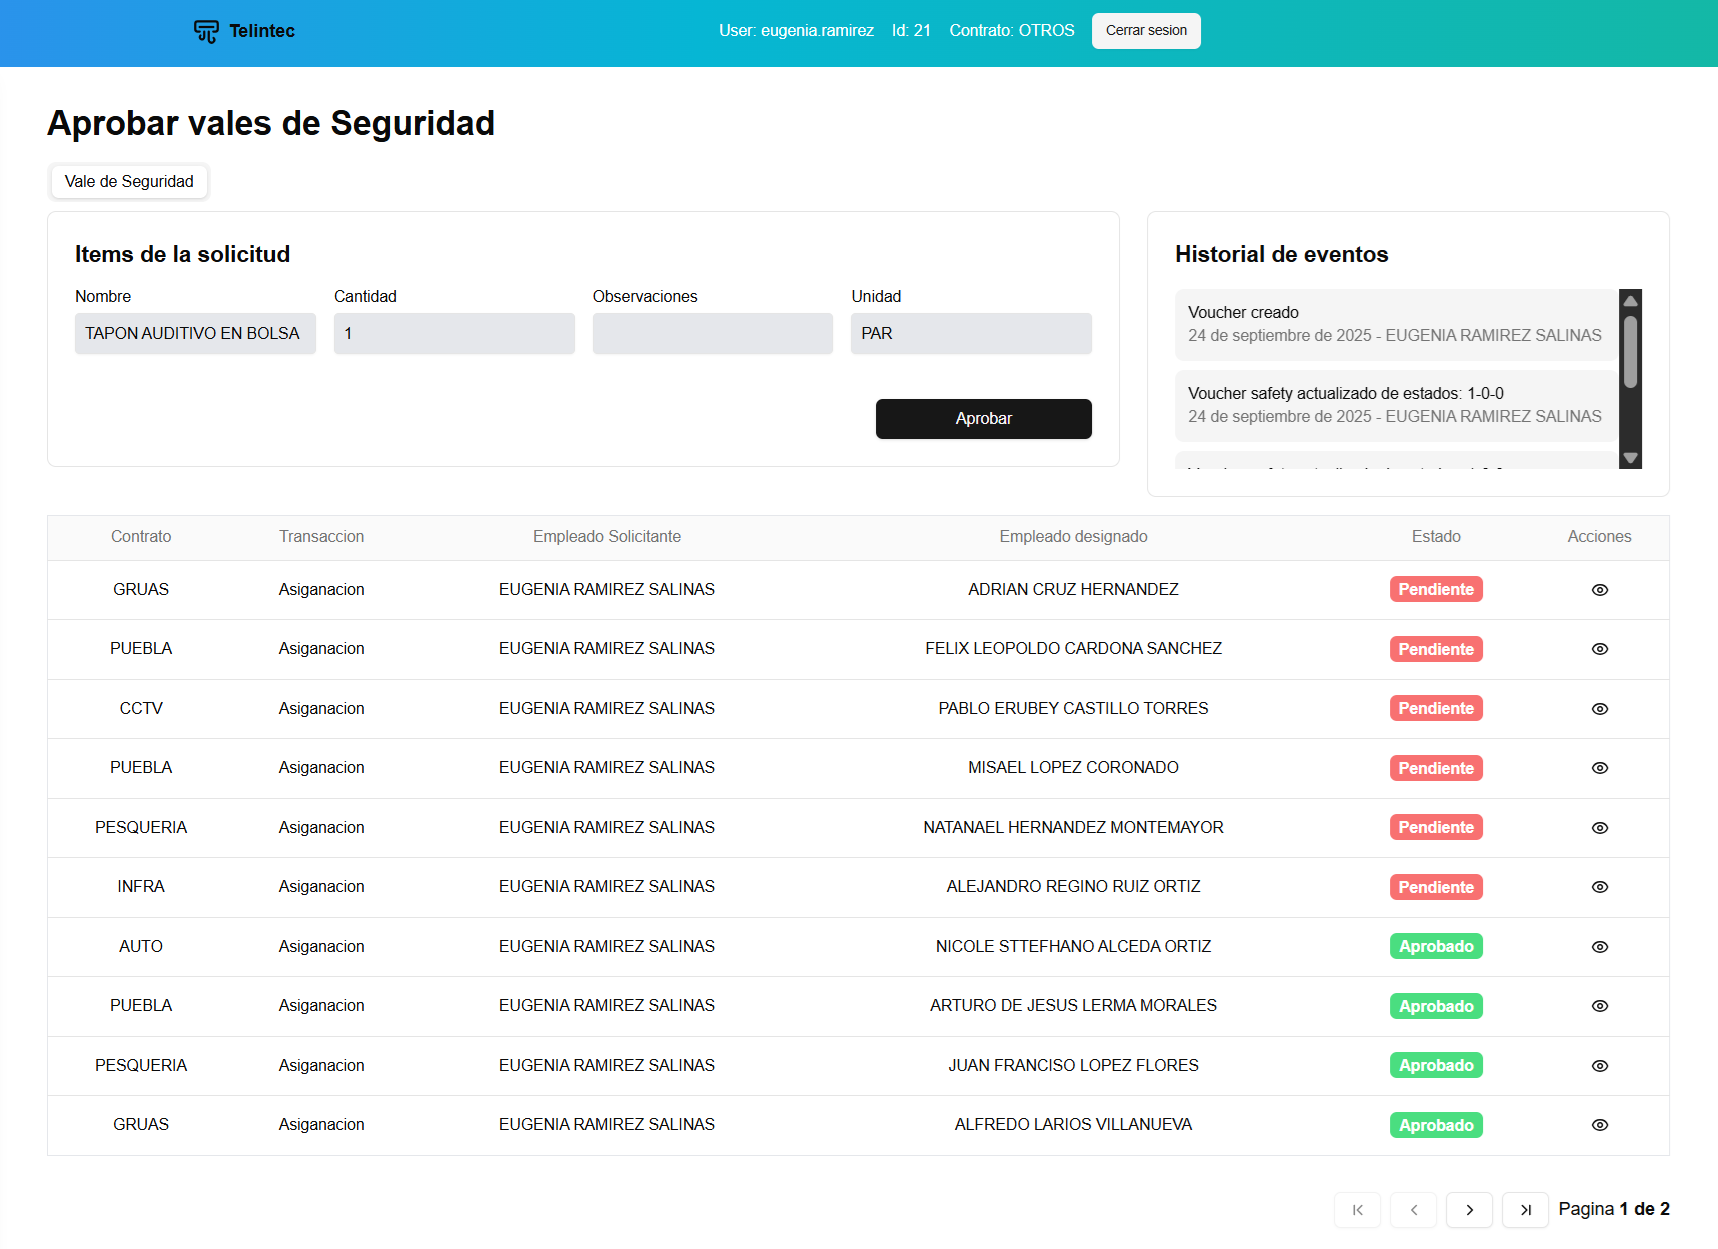 Telintec
User: eugenia.ramirez Id: 21 Contrato: OTROS Cerrar sesion
Aprobar vales de Seguridad
Vale de Seguridad
Items de la solicitud
Nombre Cantidad Observaciones Unidad
TAPON AUDITIVO EN BOLSA 1 PAR
Aprobar
Historial de eventos
Voucher creado
24 de septiembre de 2025 - EUGENIA RAMIREZ SALINAS
Voucher safety actualizado de estados: 1-0-0
24 de septiembre de 2025 - EUGENIA RAMIREZ SALINAS
Contrato Transaccion Empleado Solicitante Empleado designado Estado Acciones
GRUAS Asiganacion EUGENIA RAMIREZ SALINAS ADRIAN CRUZ HERNANDEZ Pendiente
PUEBLA Asiganacion EUGENIA RAMIREZ SALINAS FELIX LEOPOLDO CARDONA SANCHEZ Pendiente
CCTV Asiganacion EUGENIA RAMIREZ SALINAS PABLO ERUBEY CASTILLO TORRES Pendiente
PUEBLA Asiganacion EUGENIA RAMIREZ SALINAS MISAEL LOPEZ CORONADO Pendiente
PESQUERIA Asiganacion EUGENIA RAMIREZ SALINAS NATANAEL HERNANDEZ MONTEMAYOR Pendiente
INFRA Asiganacion EUGENIA RAMIREZ SALINAS ALEJANDRO REGINO RUIZ ORTIZ Pendiente
AUTO Asiganacion EUGENIA RAMIREZ SALINAS NICOLE STTEFHANO ALCEDA ORTIZ Aprobado
PUEBLA Asiganacion EUGENIA RAMIREZ SALINAS ARTURO DE JESUS LERMA MORALES Aprobado
PESQUERIA Asiganacion EUGENIA RAMIREZ SALINAS JUAN FRANCISO LOPEZ FLORES Aprobado
GRUAS Asiganacion EUGENIA RAMIREZ SALINAS ALFREDO LARIOS VILLANUEVA Aprobado
Pagina 1 de 2